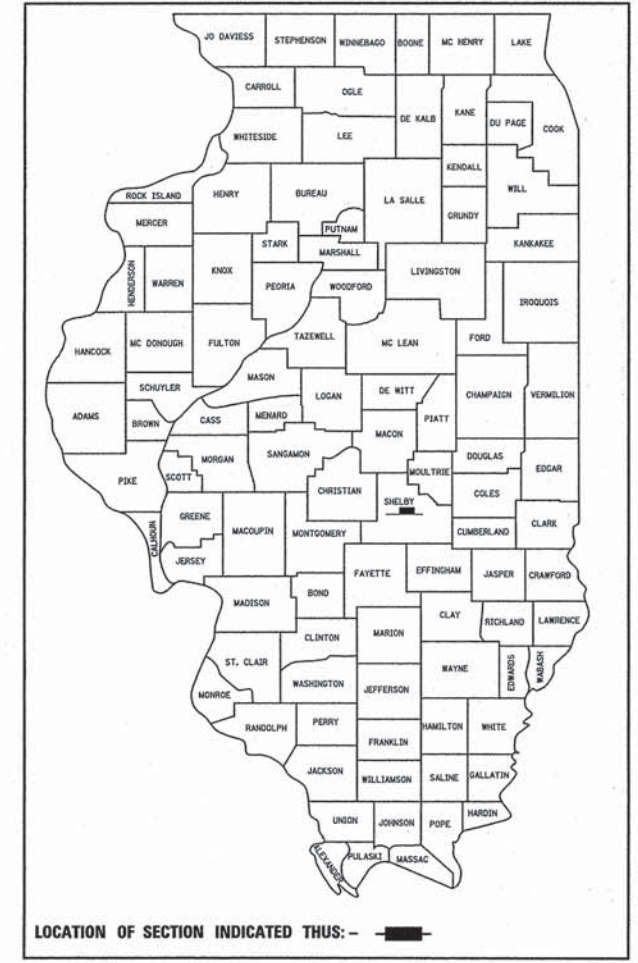 JO DAVIESS STEPHENSON WINNEBAGO BOONE MC HENRY LAKE
CARROLL OGLE DE KALB KANE DU PAGE COOK
WHITESIDE LEE KENDALL
ROCK ISLAND HENRY BUREAU LA SALLE GRUNDY WILL
MERCER PUTNAM
STARK MARSHALL KANKAKEE
HENDERSON WARREN KNOX PEORIA WOODFORD LIVINGSTON IROQUOIS
HANCOCK MC DONOUGH FULTON TAZEWELL MC LEAN FORD
SCHUYLER MASON LOGAN DE WITT CHAMPAIGN VERMILION
ADAMS BROWN CASS MENARD PIATT
MACON
PIKE SCOTT MORGAN SANGAMON MOULTRIE DOUGLAS EDGAR
CHRISTIAN SHELBY COLES
CALHOUN GREENE MACOUPIN MONTGOMERY CUMBERLAND CLARK
JERSEY FAYETTE EFFINGHAM JASPER CRAWFORD
MADISON BOND
CLINTON MARION CLAY RICHLAND LAWRENCE
ST. CLAIR WAYNE EDWARDS WABASH
MONROE WASHINGTON JEFFERSON
RANDOLPH PERRY HAMILTON WHITE
FRANKLIN
JACKSON WILLIAMSON SALINE GALLATIN
UNION JOHNSON POPE HARDIN
ALEXANDER PULASKI MASSAC
LOCATION OF SECTION INDICATED THUS: -